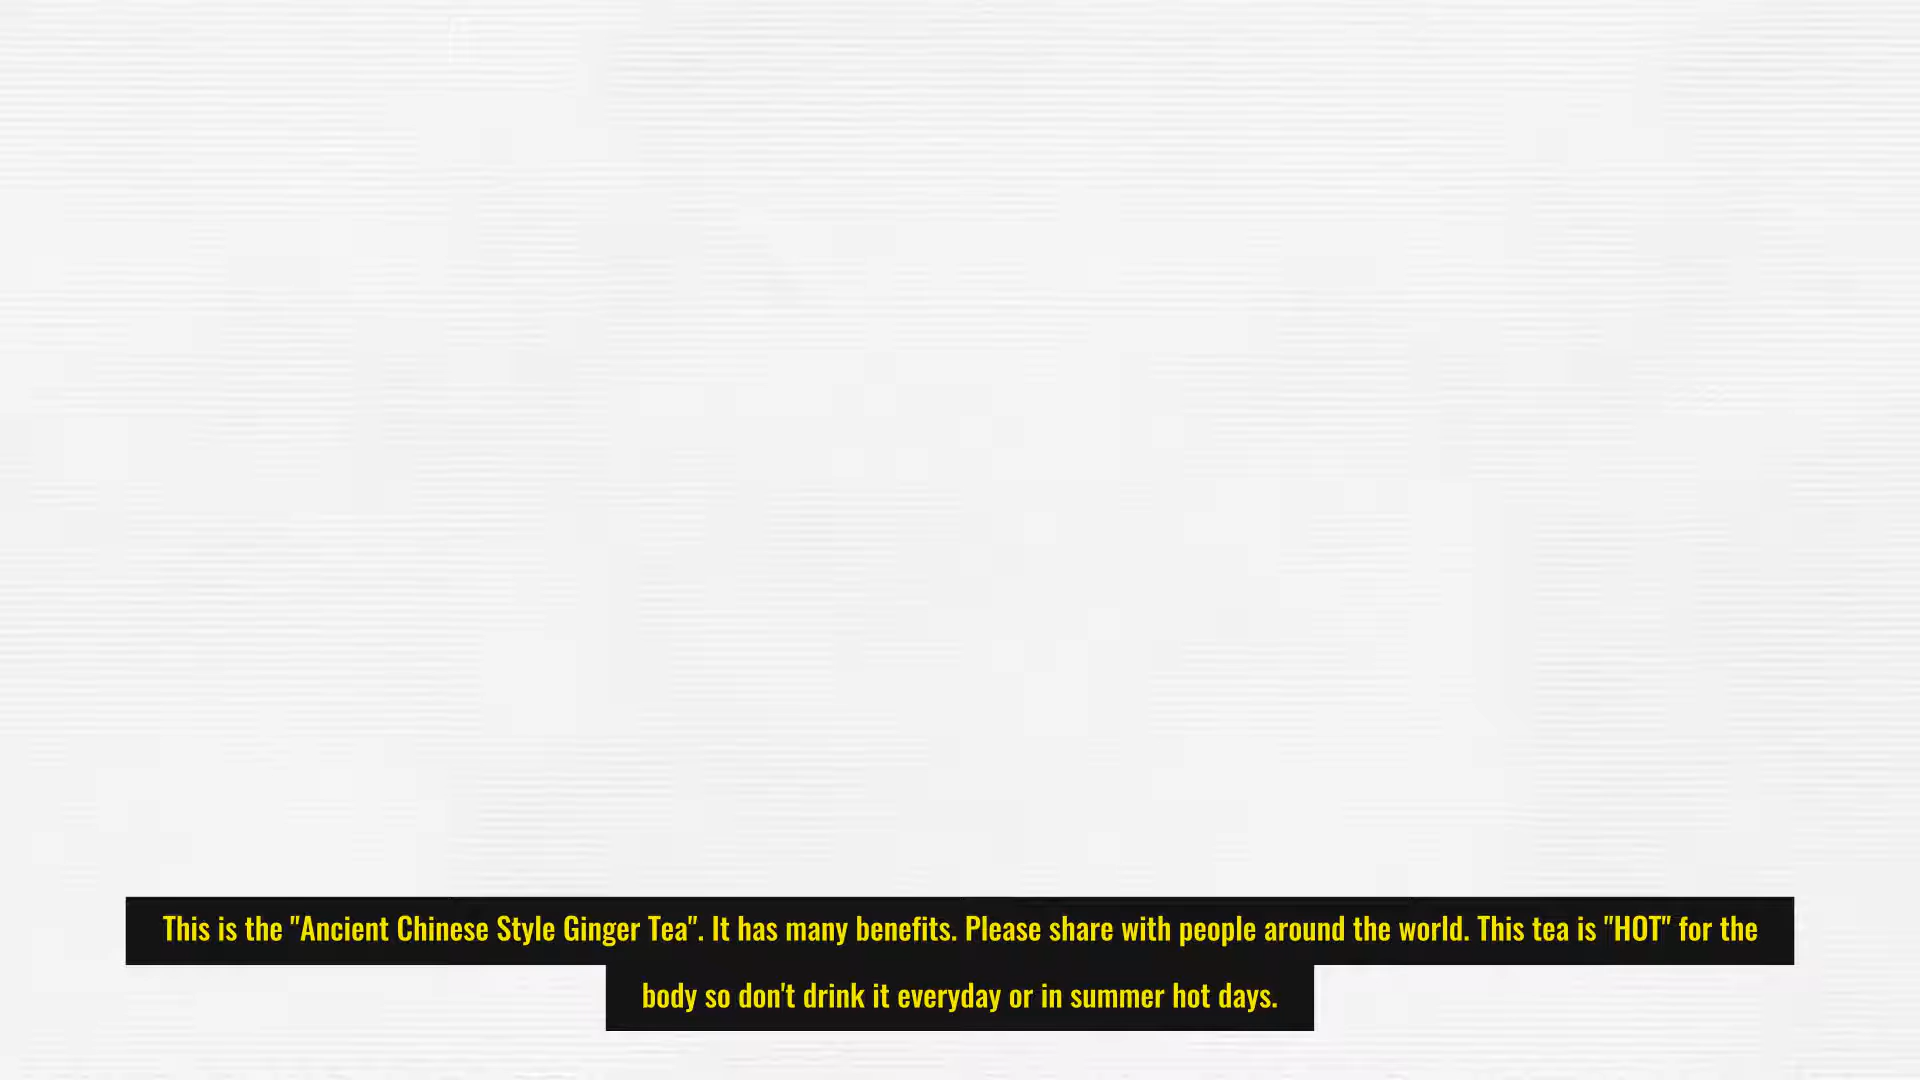 This is the "Ancient Chinese Style Ginger Tea". It has many benefits. Please share with people around the world. This tea is "HOT" for the
body so don't drink it everyday or in summer hot days.